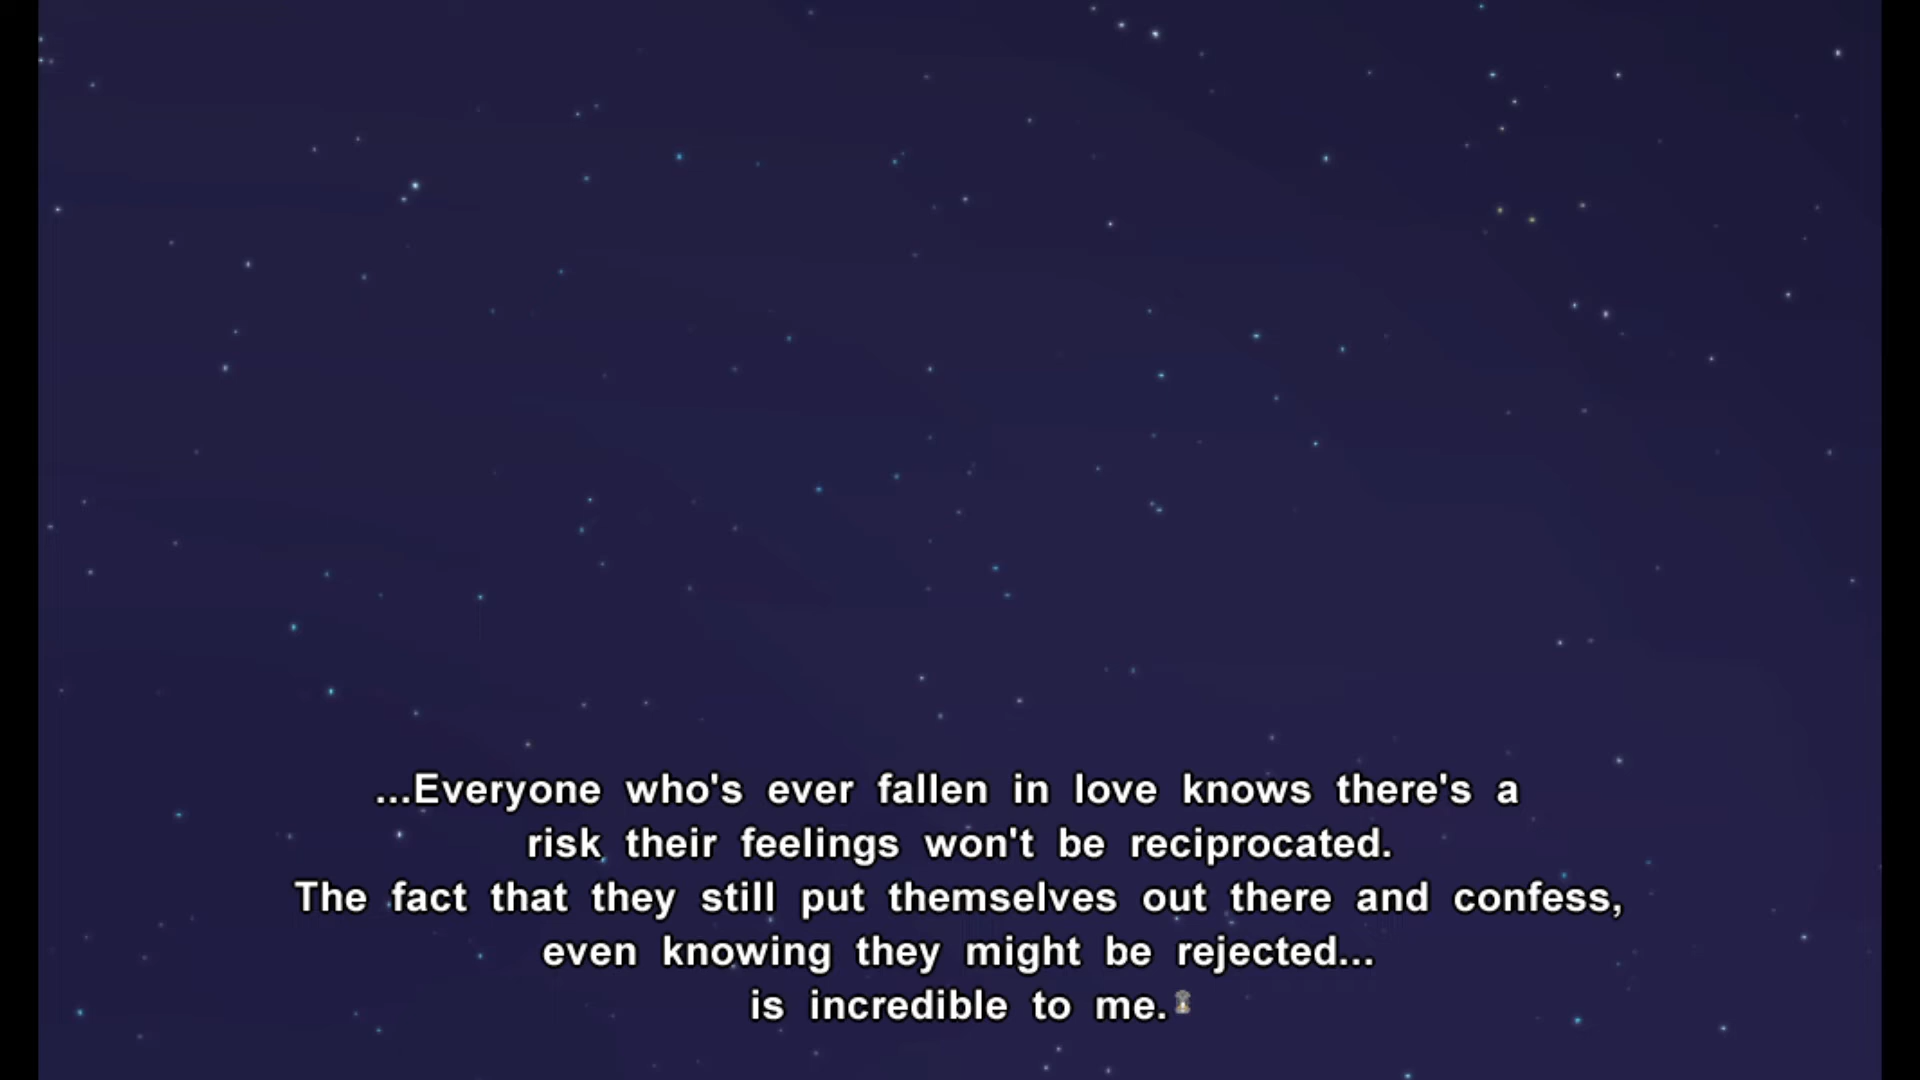 ...Everyone who's ever fallen in love knows there's a
risk their feelings won't be reciprocated.
The fact that they still put themselves out there and confess,
even knowing they might be rejected...
is incredible to me.